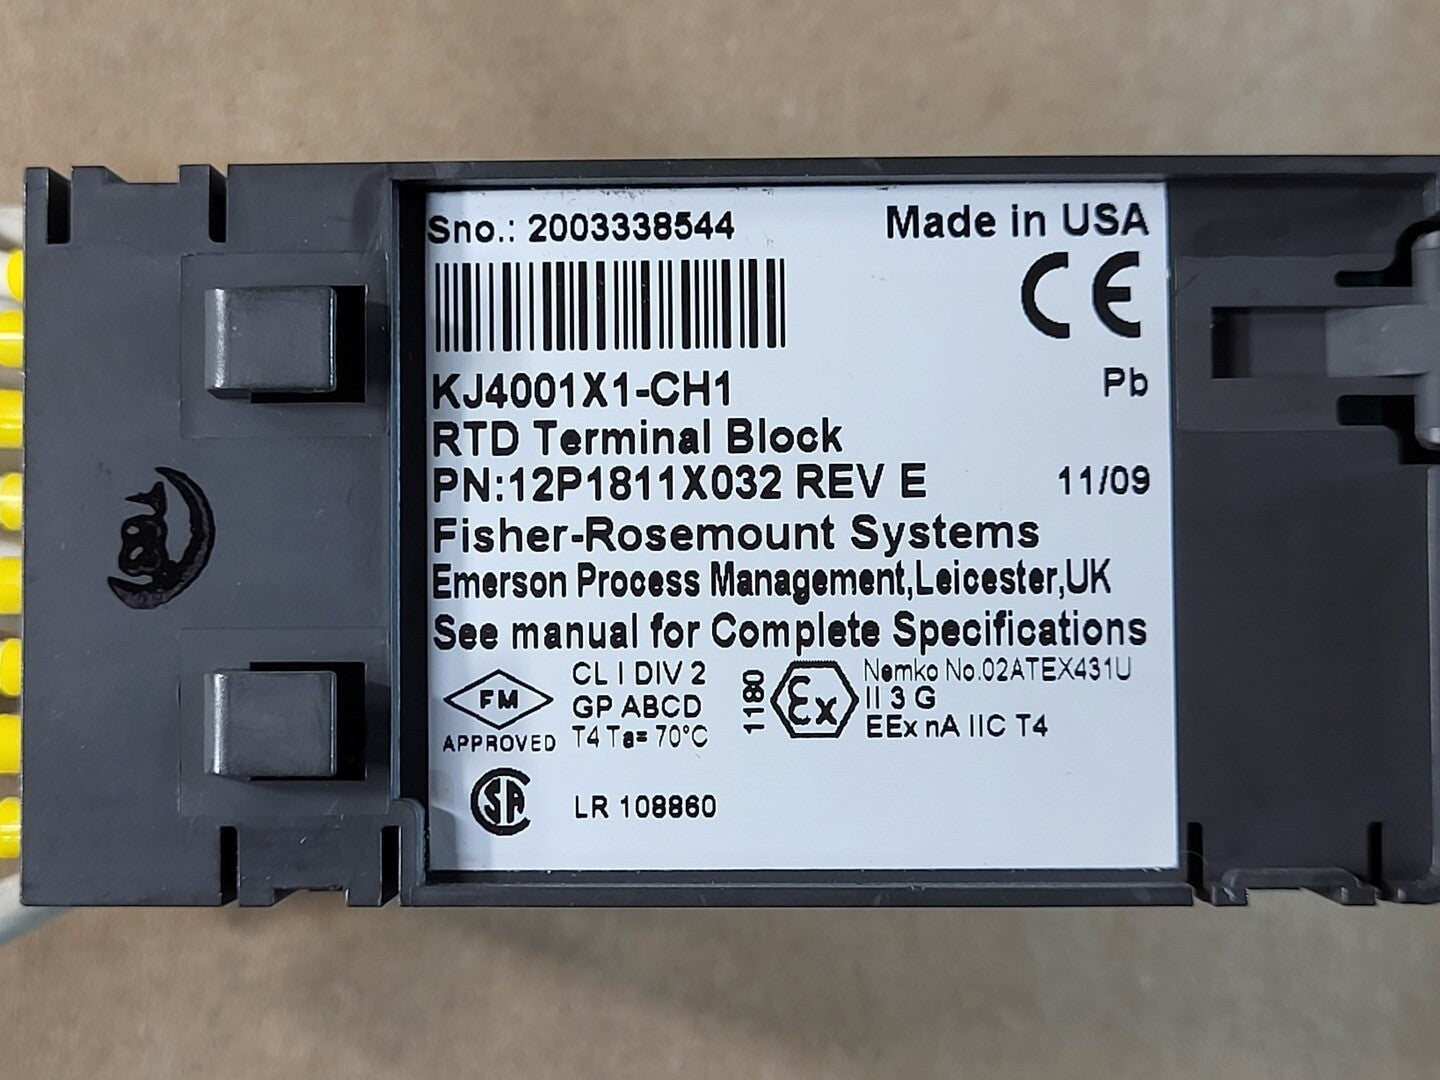 Sno.: 2003338544
Made in USA
CE
KJ4001X1-CH1
Pb
RTD Terminal Block
PN:12P1811X032 REV E
11/09
Fisher-Rosemount Systems
Emerson Process Management,Leicester,UK
See manual for Complete Specifications
FM
APPROVED
CL I DIV 2
GP ABCD
T4 Ta= 70°C
1180
Ex
Nemko No.02ATEX431U
II 3 G
EEx nA IIC T4
CSA
LR 108860